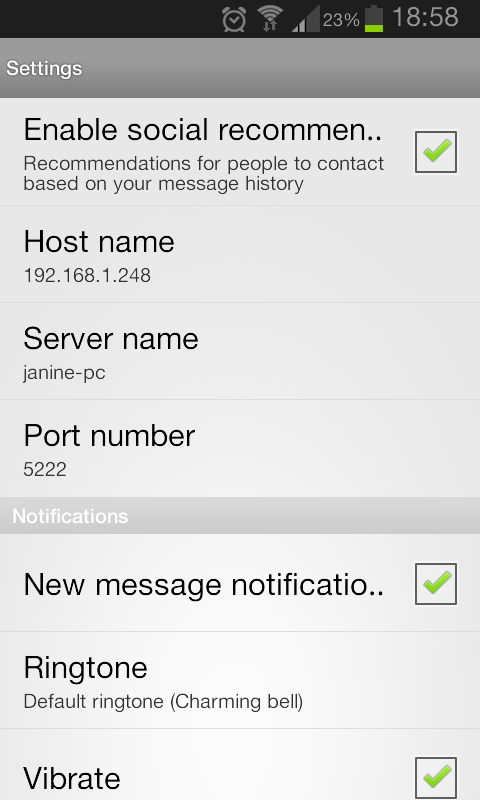 23% 18:58
Settings
Enable social recommen..
Recommendations for people to contact
based on your message history
Host name
192.168.1.248
Server name
janine-pc
Port number
5222
Notifications
New message notificatio..
Ringtone
Default ringtone (Charming bell)
Vibrate